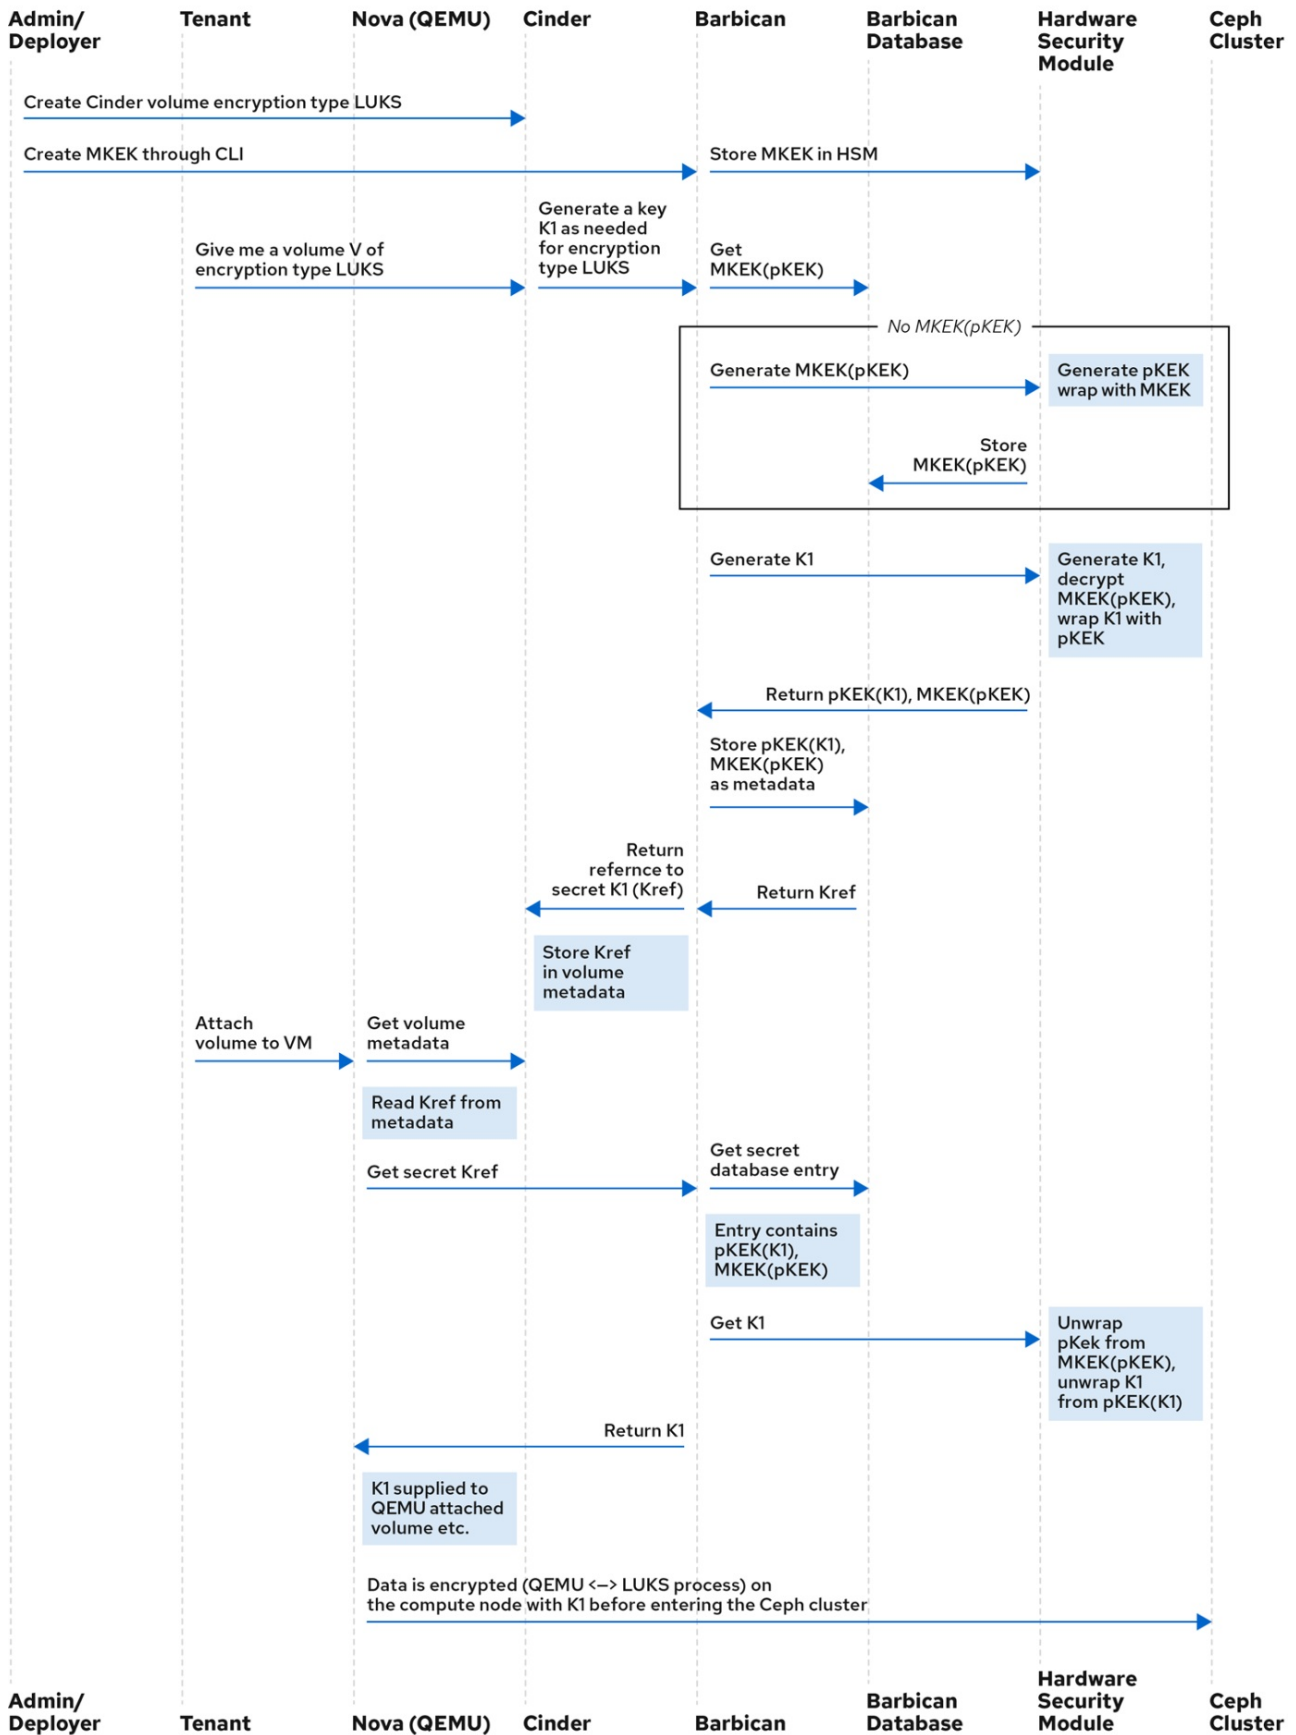 Admin/
Deployer
Tenant
Nova (QEMU)
Cinder
Barbican
Barbican
Database
Hardware
Security
Module
Ceph
Cluster
Create Cinder volume encryption type LUKS
Create MKEK through CLI
Store MKEK in HSM
Give me a volume V of
encryption type LUKS
Generate a key
K1 as needed
for encryption
type LUKS
Get
MKEK(pKEK)
No MKEK(pKEK)
Generate MKEK(pKEK)
Generate pKEK
wrap with MKEK
Store
MKEK(pKEK)
Generate K1
Generate K1,
decrypt
MKEK(pKEK),
wrap K1 with
pKEK
Return pKEK(K1), MKEK(pKEK)
Store pKEK(K1),
MKEK(pKEK)
as metadata
Return
refernce to
secret K1 (Kref)
Return Kref
Store Kref
in volume
metadata
Attach
volume to VM
Get volume
metadata
Read Kref from
metadata
Get secret Kref
Get secret
database entry
Entry contains
pKEK(K1),
MKEK(pKEK)
Get K1
Unwrap
pKek from
MKEK(pKEK),
unwrap K1
from pKEK(K1)
Return K1
K1 supplied to
QEMU attached
volume etc.
Data is encrypted (QEMU <—> LUKS process) on
the compute node with K1 before entering the Ceph cluster
Admin/
Deployer
Tenant
Nova (QEMU)
Cinder
Barbican
Barbican
Database
Hardware
Security
Module
Ceph
Cluster